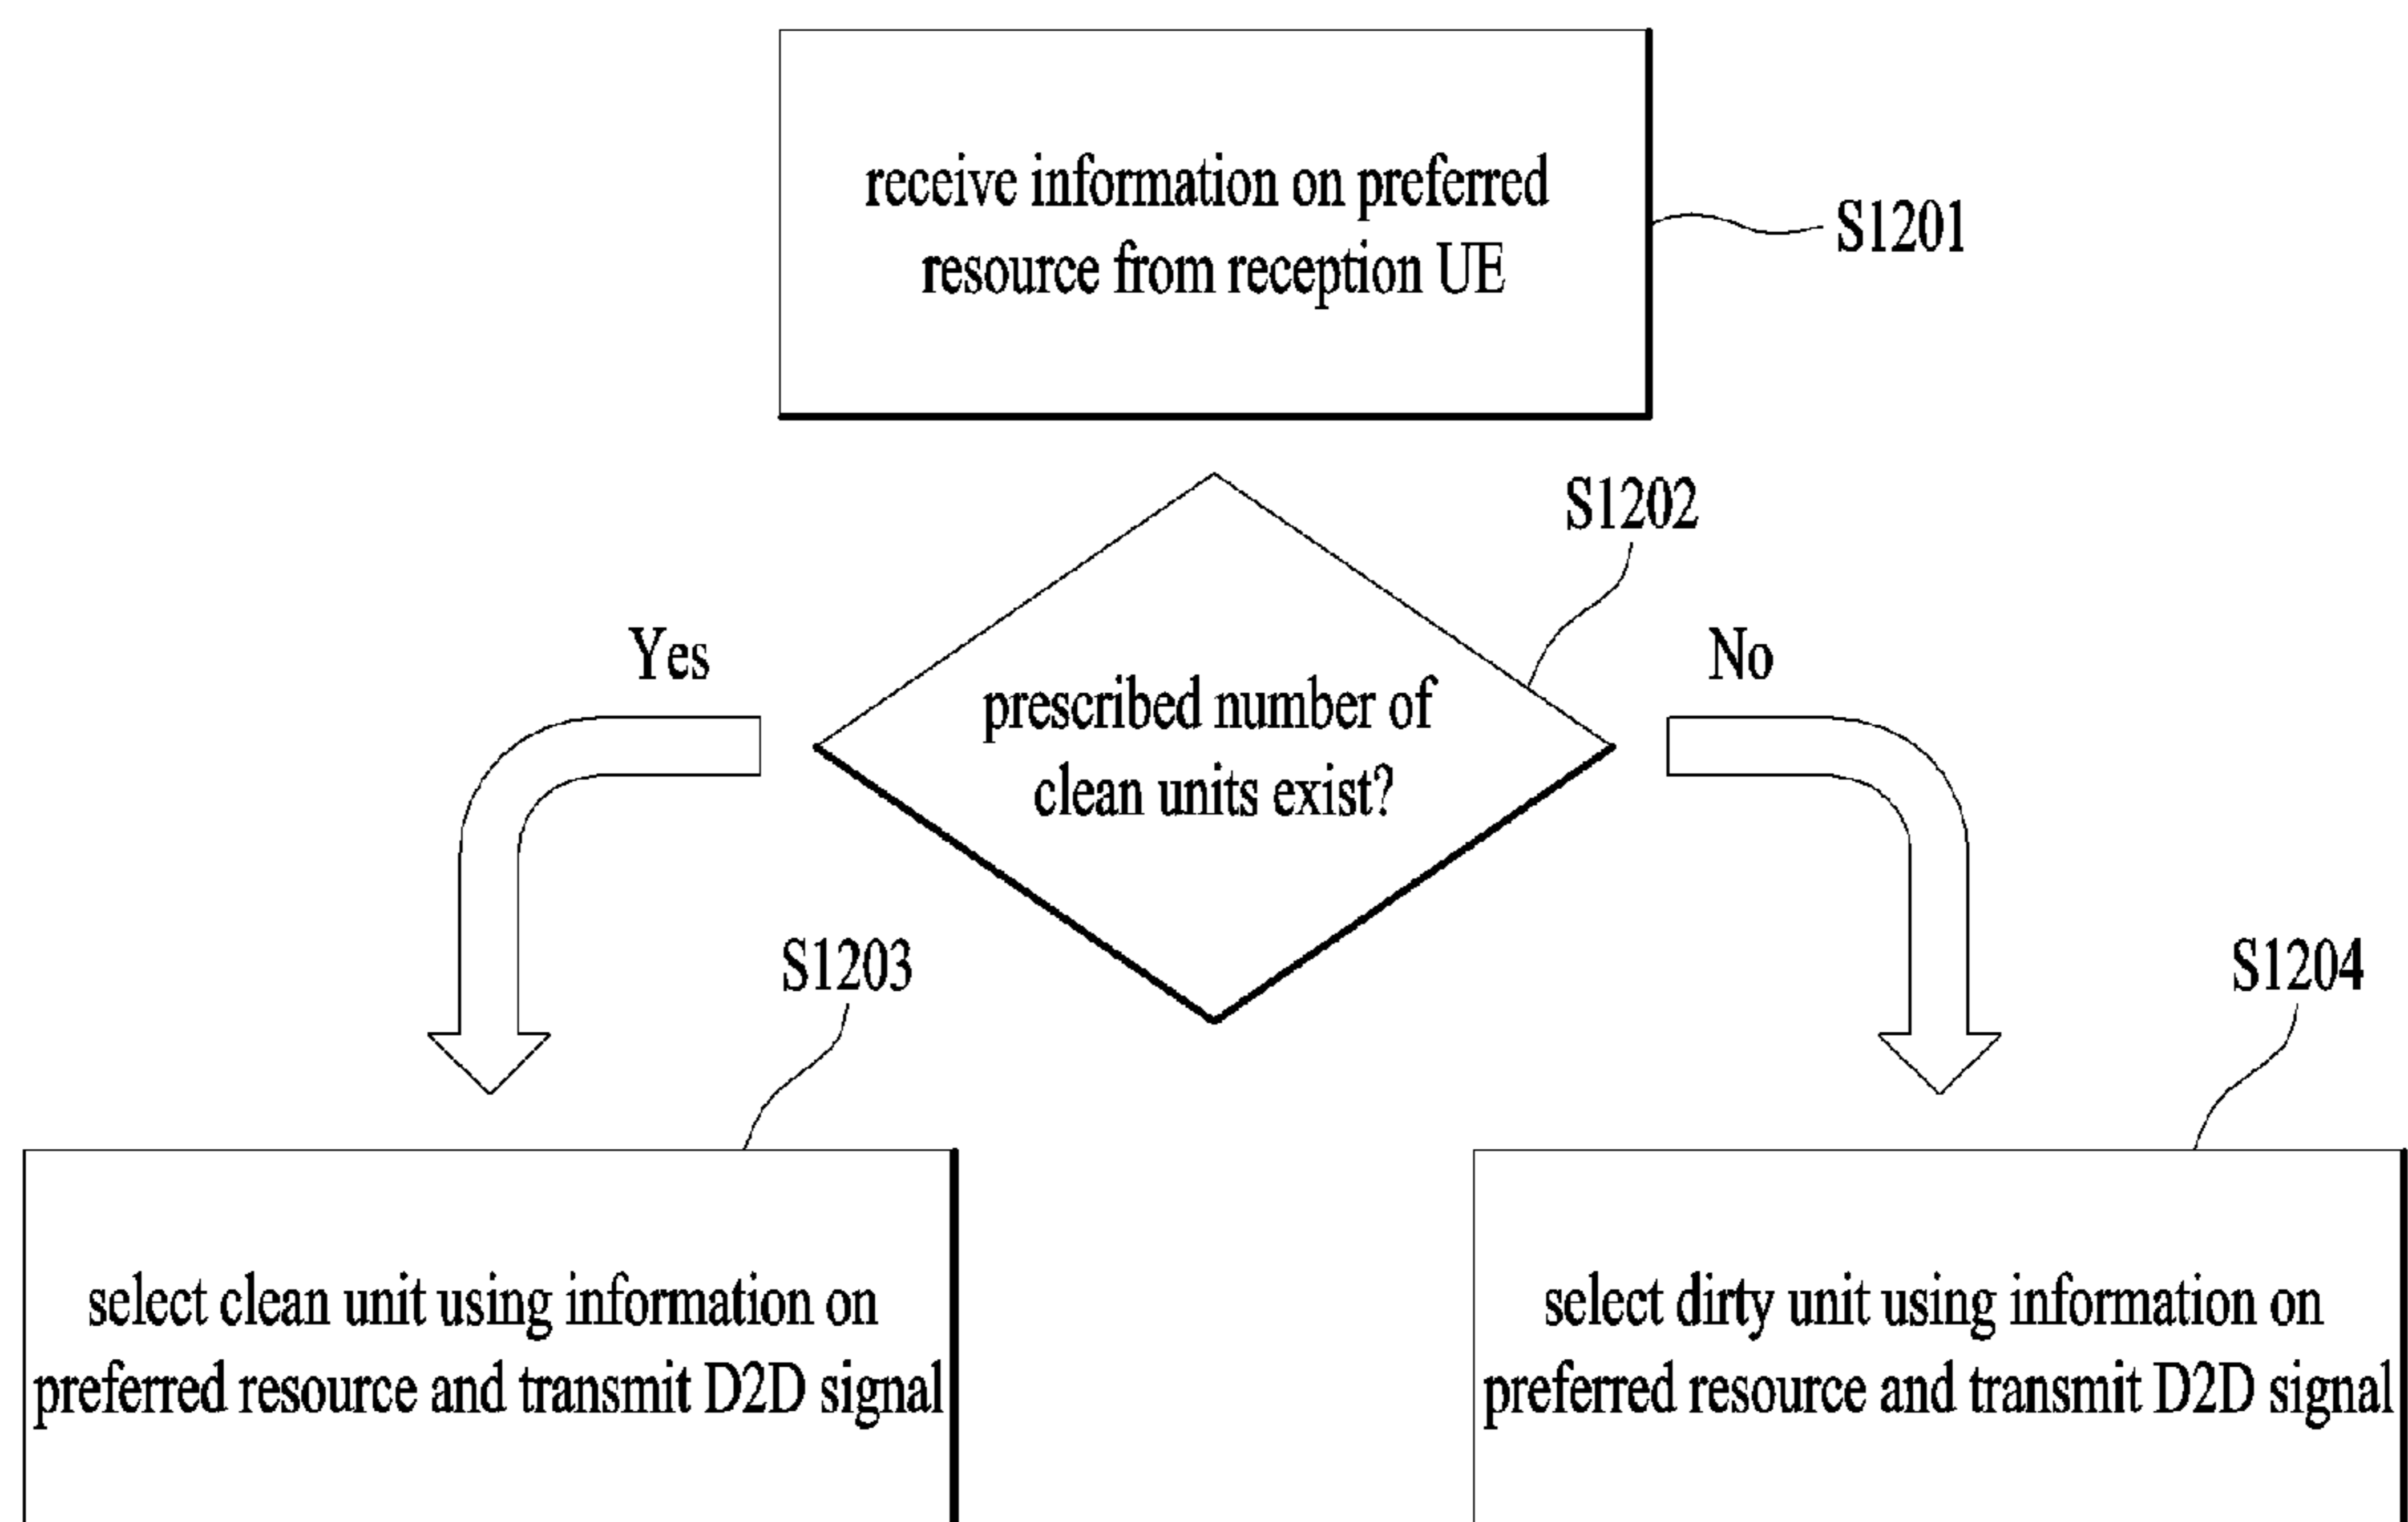 receive information on preferred
resource from reception UE
S1201
S1202
Yes
No
prescribed number of
clean units exist?
S1203
S1204
select clean unit using information on
preferred resource and transmit D2D signal
select dirty unit using information on
preferred resource and transmit D2D signal